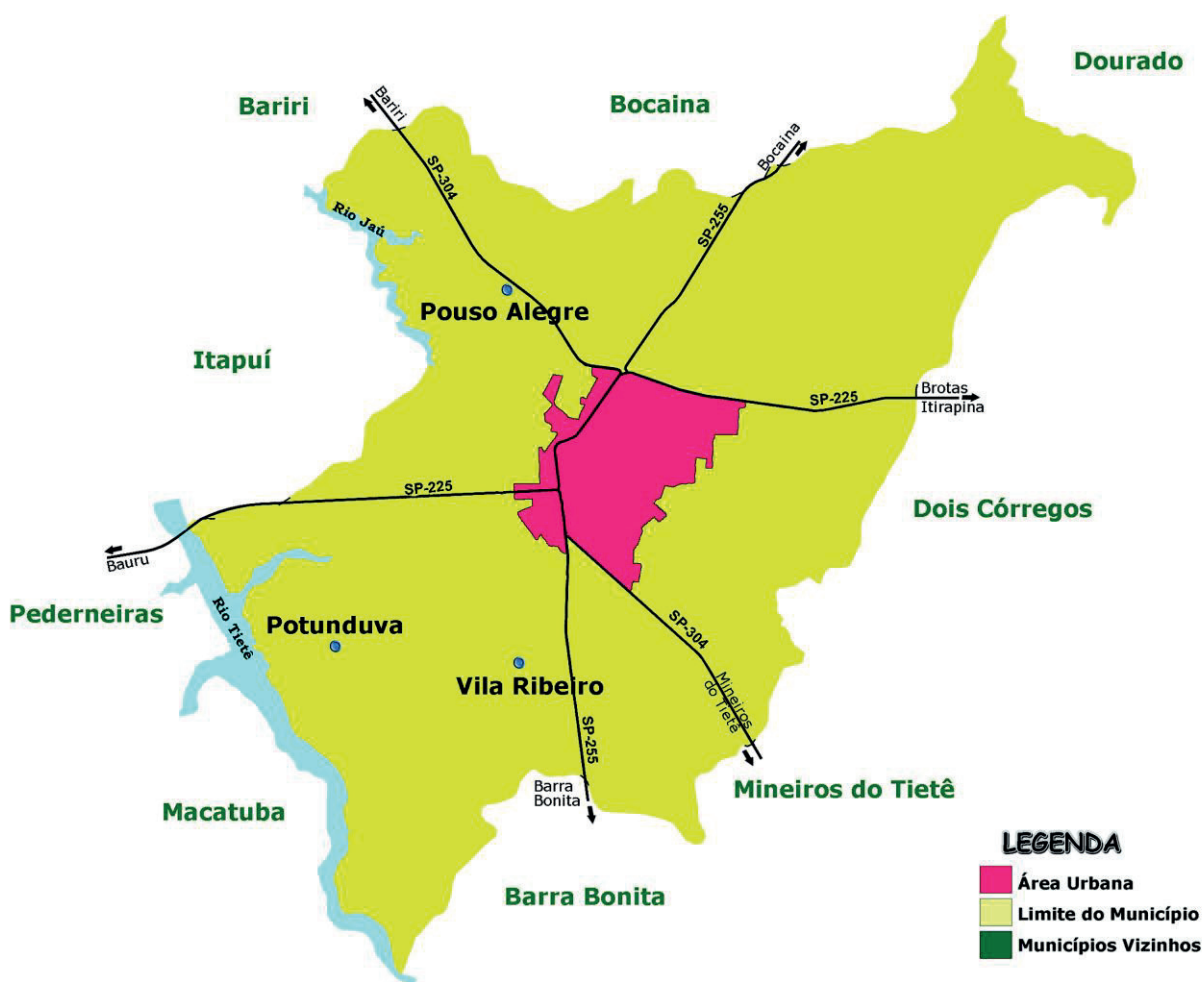 Dourado
Bariri
Bocaina
Bariri
Bocaina
SP-304
SP-255
Rio Jaú
Pouso Alegre
Itapuí
SP-225
Brotas
Itirapina
SP-225
Dois Córregos
Bauru
Pederneiras
Rio Tietê
Potunduva
SP-304
Vila Ribeiro
Mineiros
do Tietê
SP-255
Barra
Bonita
Mineiros do Tietê
Macatuba
Barra Bonita
LEGENDA
Área Urbana
Limite do Município
Municípios Vizinhos